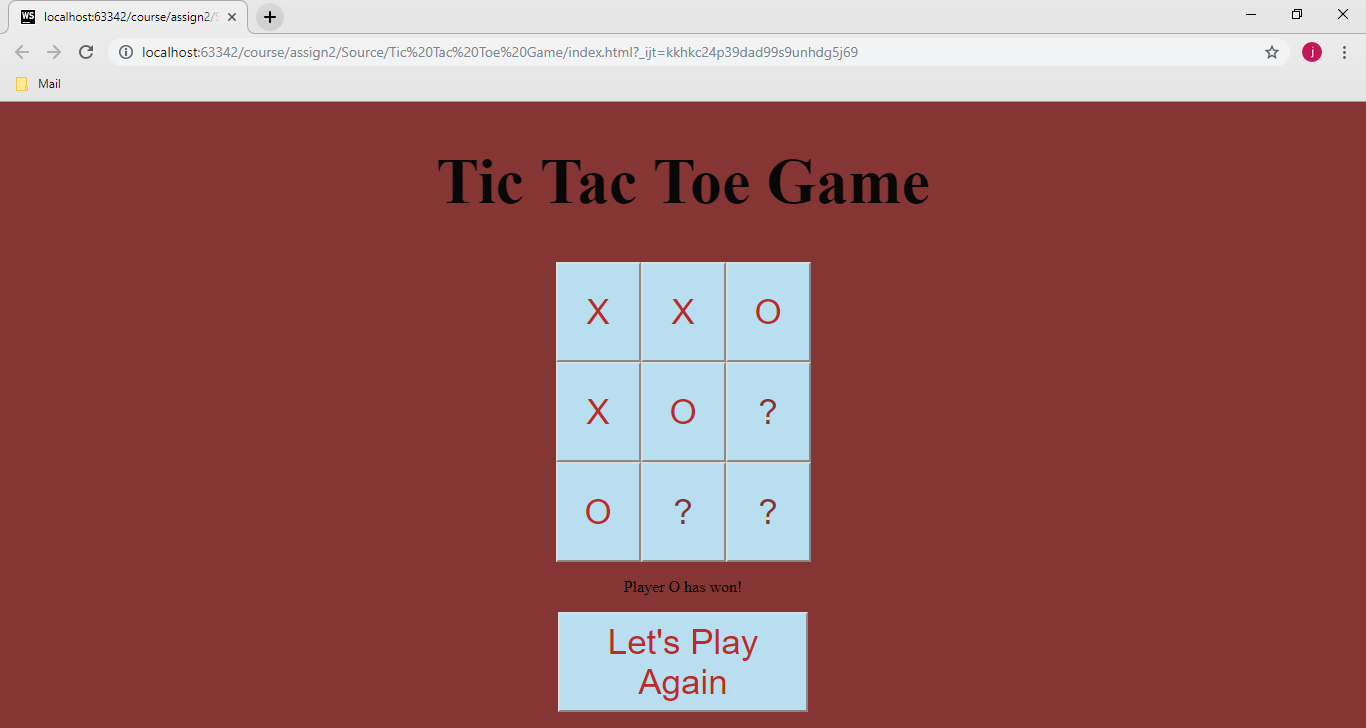 WS localhost:63342/course/assign2/
localhost:63342/course/assign2/Source/Tic%20Tac%20Toe%20Game/index.html?_ijt=kkhkc24p39dad99s9unhdg5j69
j
Mail
Tic Tac Toe Game
X X O
X O ?
O ? ?
Player O has won!
Let's Play
Again